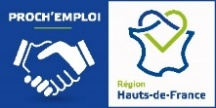 PROCH'EMPLOI
Région
Hauts-de-France